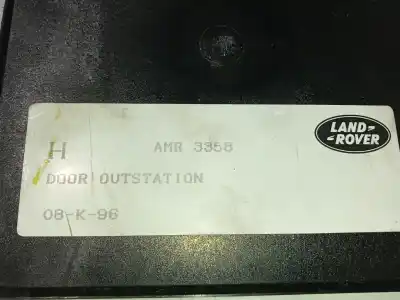 LAND-
-ROVER
H AMR 3358
DOOR OUTSTATION
08-K-96